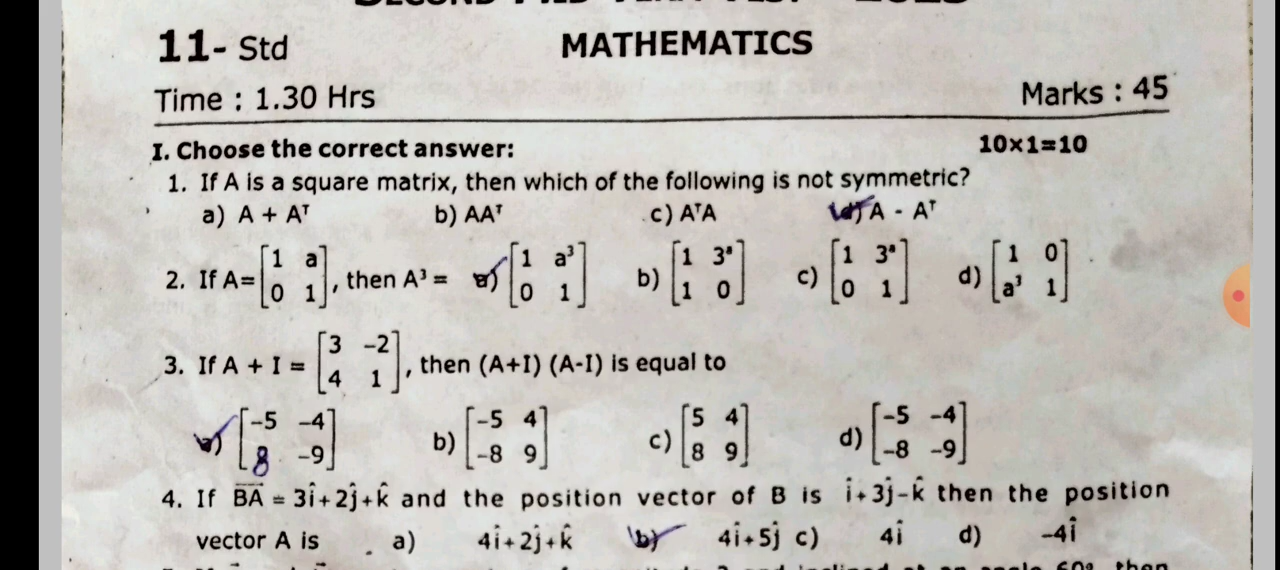 11- Std MATHEMATICS
Time : 1.30 Hrs Marks : 45
I. Choose the correct answer: 10×1=10
1. If A is a square matrix, then which of the following is not symmetric?
a) A + Aᵀ b) AAᵀ c) AᵀA d) A - Aᵀ
2. If A=[1 a; 0 1], then A³ = a) [1 a³; 0 1] b) [1 3ᵃ; 1 0] c) [1 3ᵃ; 0 1] d) [1 0; a³ 1]
3. If A + I = [3 -2; 4 1], then (A+I) (A-I) is equal to
a) [-5 -4; 8 -9] b) [-5 4; -8 9] c) [5 4; 8 9] d) [-5 -4; -8 -9]
4. If BA = 3î+2ĵ+k̂ and the position vector of B is î+3ĵ-k̂ then the position
vector A is a) 4î+2ĵ+k̂ b) 4î+5ĵ c) 4î d) -4î